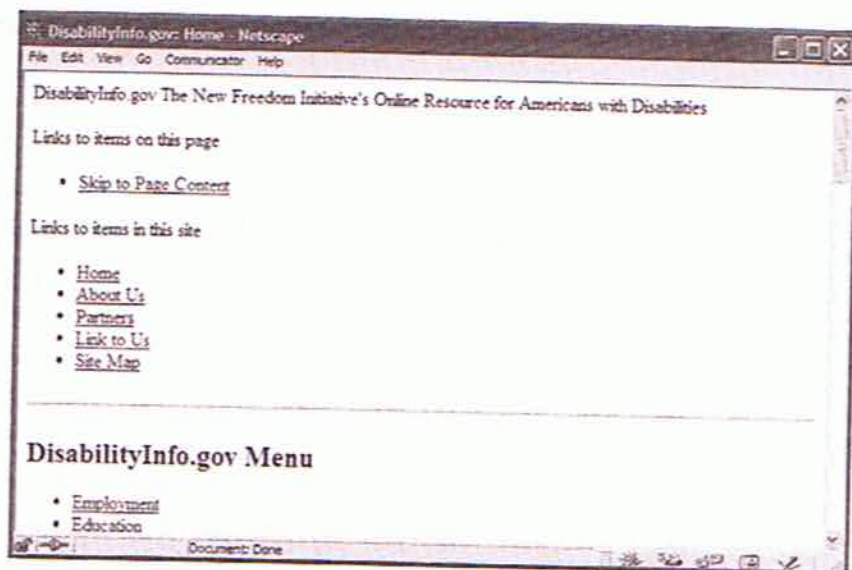 DisabilityInfo.gov: Home - Netscape
File Edit View Go Communicator Help
DisabilityInfo.gov The New Freedom Initiative's Online Resource for Americans with Disabilities
Links to items on this page
• Skip to Page Content
Links to items in this site
• Home
• About Us
• Partners
• Link to Us
• Site Map
DisabilityInfo.gov Menu
• Employment
• Education
Document: Done